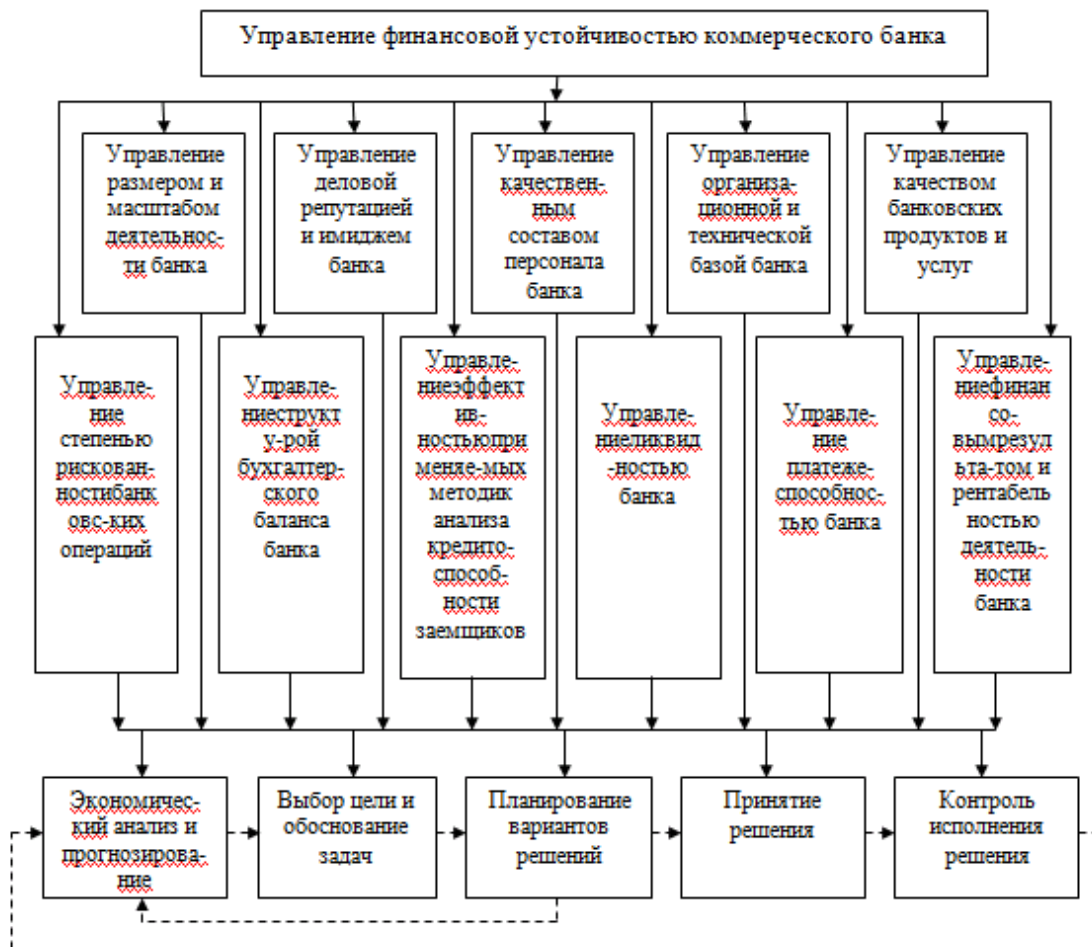 Управление финансовой устойчивостью коммерческого банка
Управление
размером и
масштабом
деятельнос-
ти банка
Управление
деловой
репутацией
и имиджем
банка
Управление
качествен-
ным
составом
персонала
банка
Управление
организа-
ционной и
технической
базой банка
Управление
качеством
банковских
продуктов и
услуг
Управле-
ние
степенью
рискован-
ностибанк
овс-ких
операций
Управле-
ниеструкт
у-рой
бухгалтер-
ского
баланса
банка
Управле-
ниеэффект
ив-
ностьюпри
меняе-мых
методик
анализа
кредито-
способ-
ности
заемщиков
Управле-
ниеликвид
-ностью
банка
Управле-
ние
платеже-
способнос-
тью банка
Управле-
ниефинан
со-
вымрезул
ьта-том и
рентабель
ностью
деятель-
ности
банка
Экономичес-
кий анализ и
прогнозирова-
ние
Выбор цели и
обоснование
задач
Планирование
вариантов
решений
Принятие
решения
Контроль
исполнения
решения